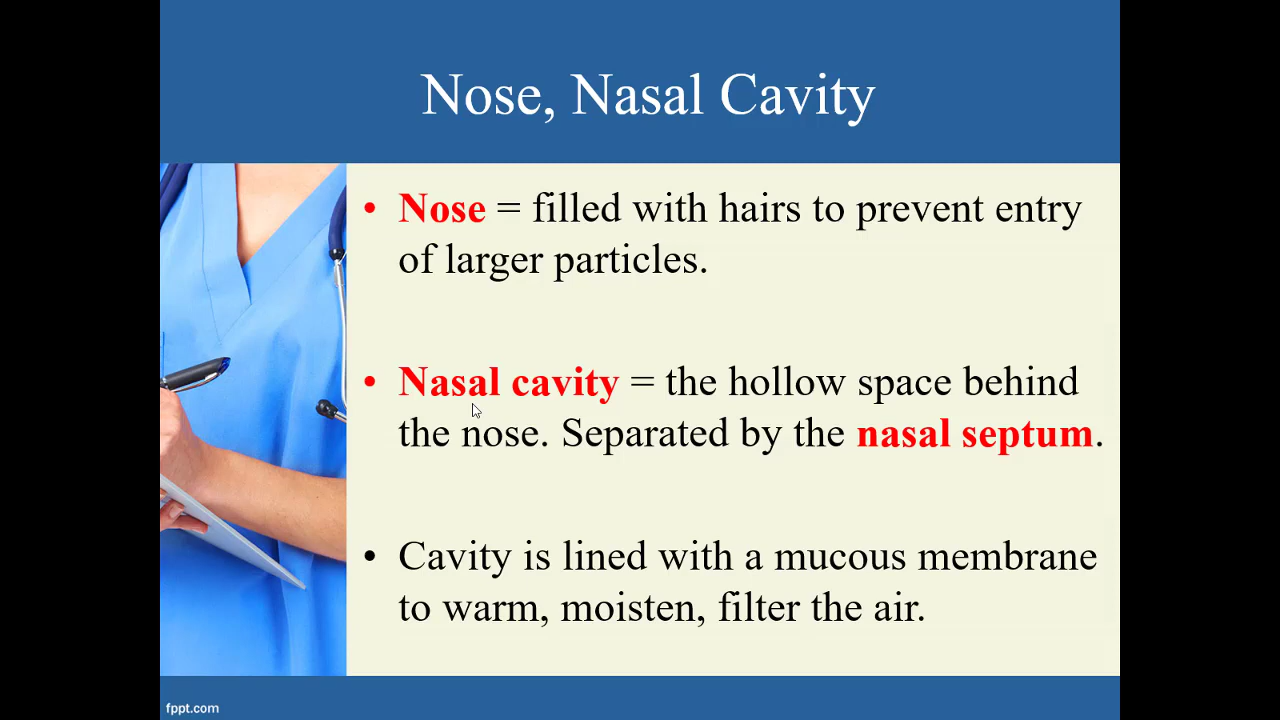 Nose, Nasal Cavity
• Nose = filled with hairs to prevent entry
of larger particles.
• Nasal cavity = the hollow space behind
the nose. Separated by the nasal septum.
• Cavity is lined with a mucous membrane
to warm, moisten, filter the air.
fppt.com